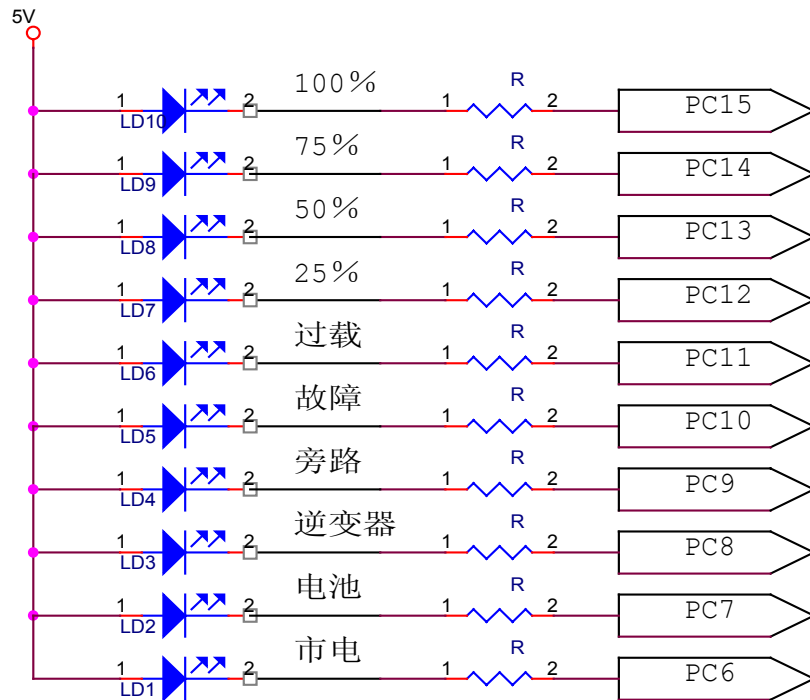 5V
1 LD10 2 100% 1 R 2 PC15
1 LD9 2 75% 1 R 2 PC14
1 LD8 2 50% 1 R 2 PC13
1 LD7 2 25% 1 R 2 PC12
1 LD6 2 过载 1 R 2 PC11
1 LD5 2 故障 1 R 2 PC10
1 LD4 2 旁路 1 R 2 PC9
1 LD3 2 逆变器 1 R 2 PC8
1 LD2 2 电池 1 R 2 PC7
1 LD1 2 市电 1 R 2 PC6